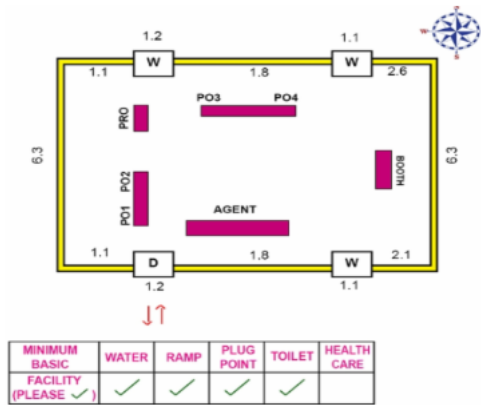 1.2
1.1
N
W
E
S
W
W
1.1
1.8
2.6
PO3
PO4
PRO
6.3
6.3
BOOTH
PO2
PO1
AGENT
1.1
D
1.8
W
2.1
1.2
1.1
MINIMUM BASIC FACILITY (PLEASE ✓)
WATER
RAMP
PLUG POINT
TOILET
HEALTH CARE
✓
✓
✓
✓